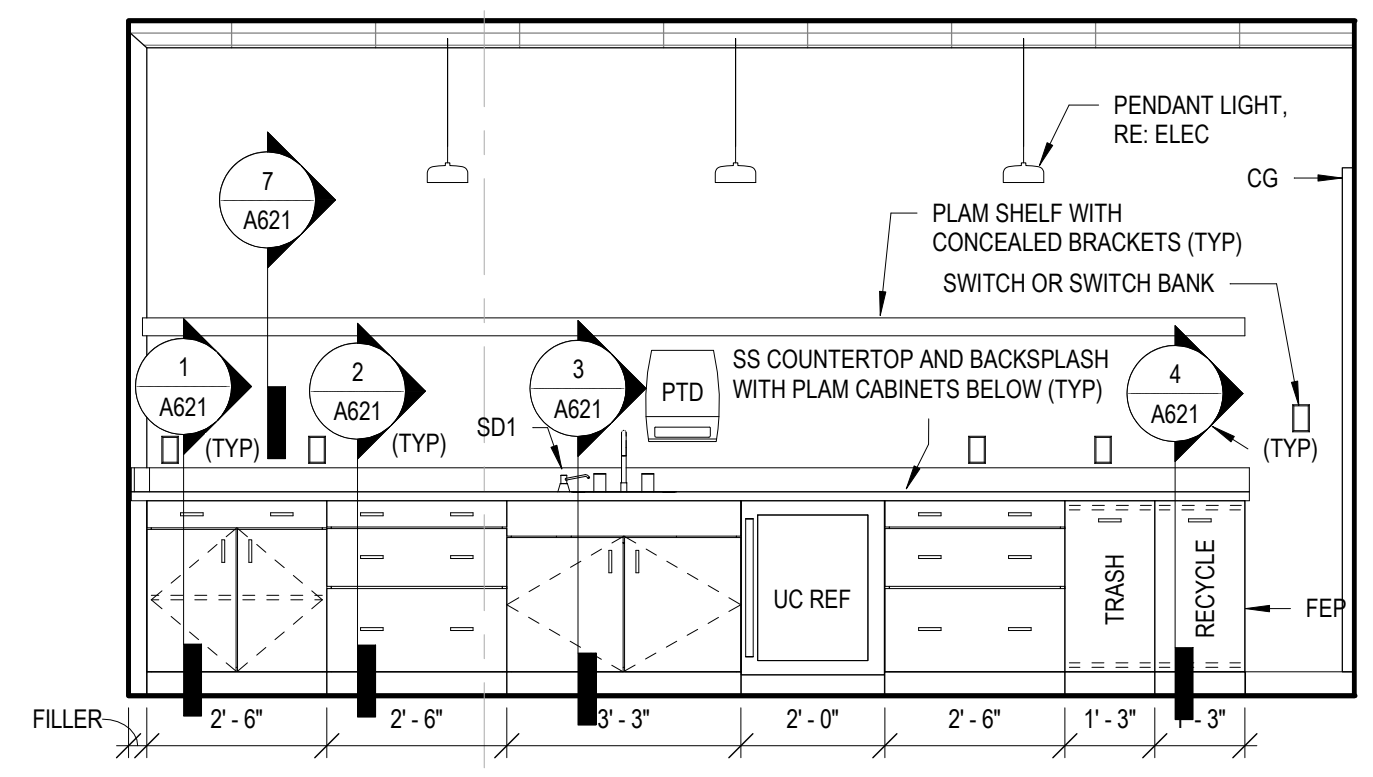 PENDANT LIGHT,
RE: ELEC
7
A621
CG
PLAM SHELF WITH
CONCEALED BRACKETS (TYP)
SWITCH OR SWITCH BANK
1
A621
(TYP)
2
A621
(TYP)
SD1
3
A621
PTD
SS COUNTERTOP AND BACKSPLASH
WITH PLAM CABINETS BELOW (TYP)
4
A621
(TYP)
UC REF
TRASH
RECYCLE
FEP
FILLER
2' - 6"
2' - 6"
3' - 3"
2' - 0"
2' - 6"
1' - 3"
1' - 3"